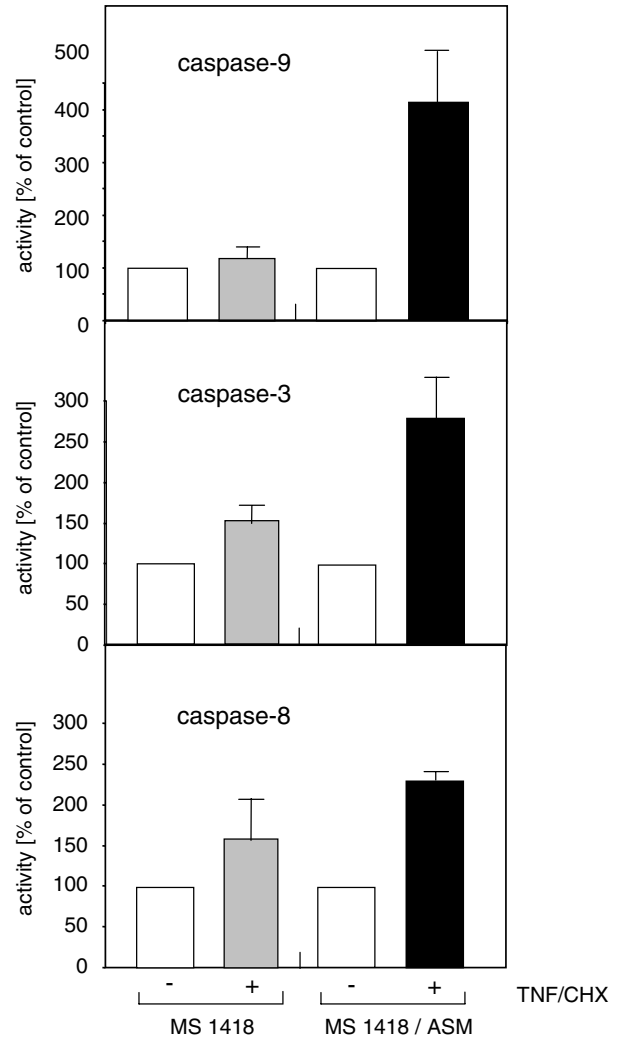 caspase-9
activity [% of control]
500
400
300
200
100
0
caspase-3
activity [% of control]
300
250
200
150
100
50
0
caspase-8
activity [% of control]
300
250
200
150
100
50
0
- + - + TNF/CHX
MS 1418 MS 1418 / ASM